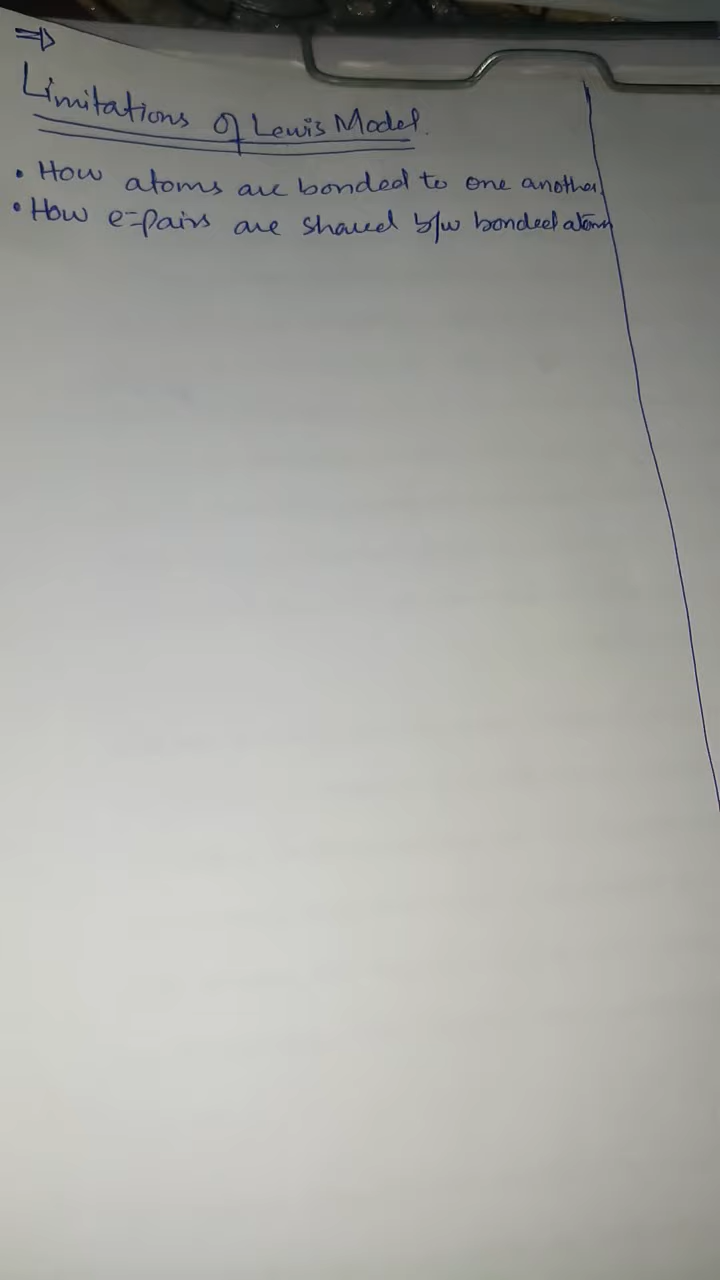 ⇒
Limitations of Lewis Model.
• How atoms are bonded to one another
• How e⁻pairs are shared b/w bonded atoms